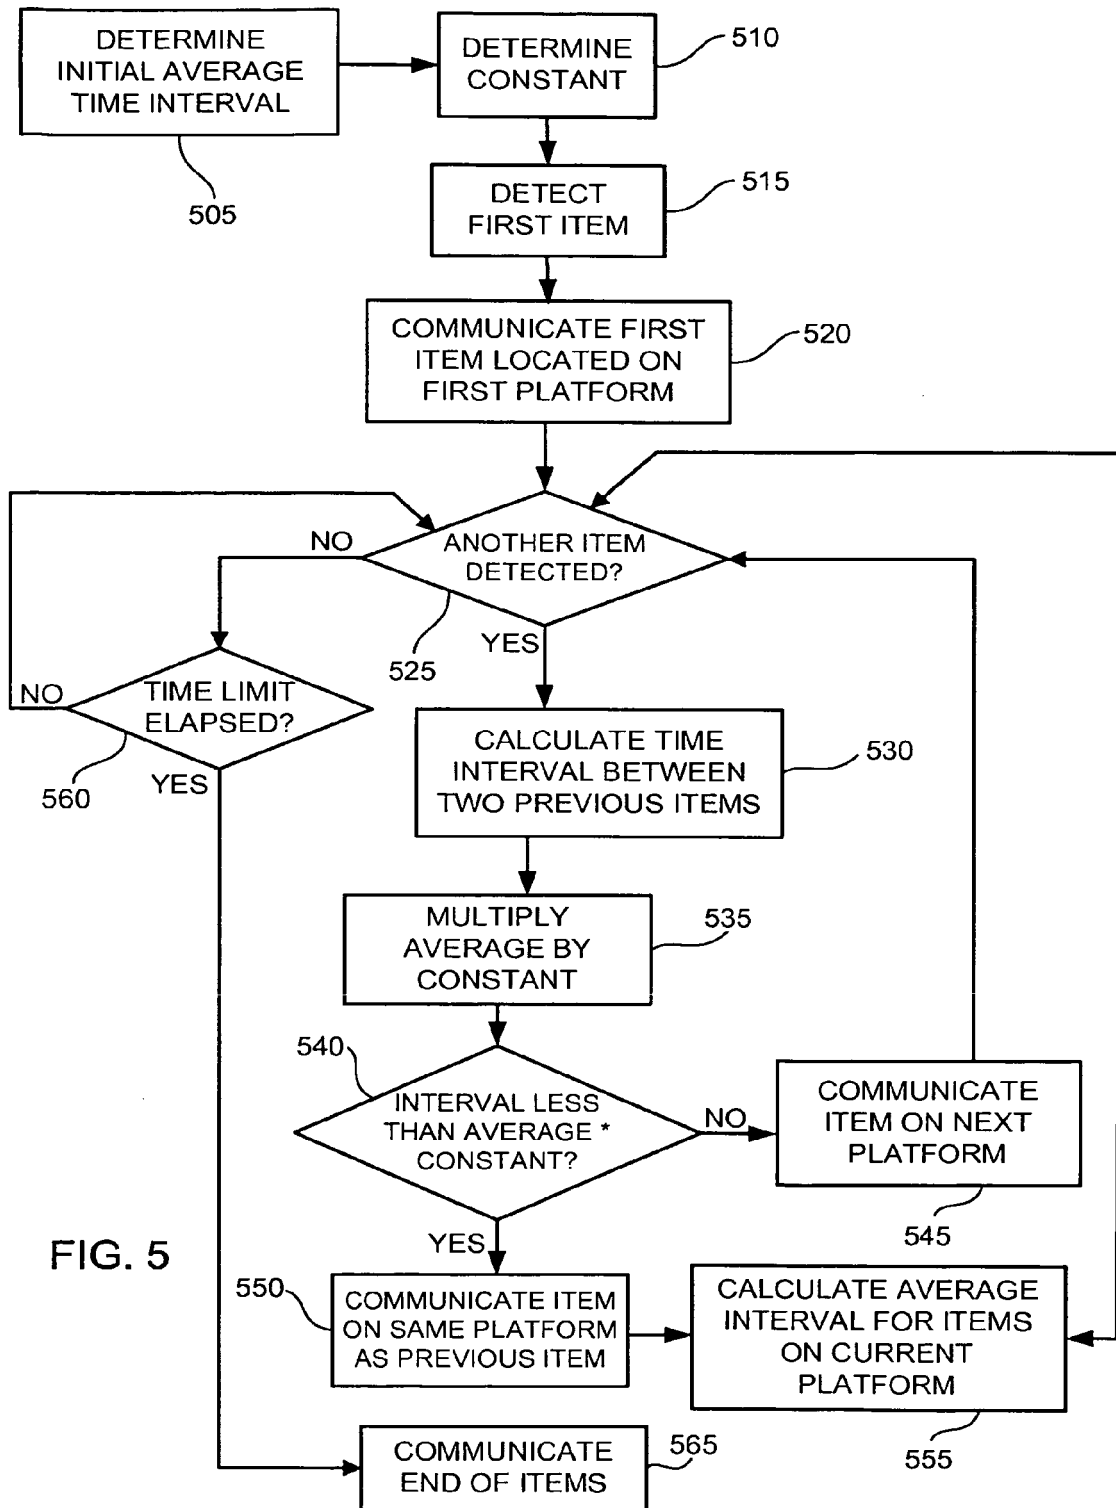 DETERMINE
INITIAL AVERAGE
TIME INTERVAL
505
DETERMINE
CONSTANT
510
DETECT
FIRST ITEM
515
COMMUNICATE FIRST
ITEM LOCATED ON
FIRST PLATFORM
520
ANOTHER ITEM
DETECTED?
NO
YES
525
TIME LIMIT
ELAPSED?
NO
YES
560
CALCULATE TIME
INTERVAL BETWEEN
TWO PREVIOUS ITEMS
530
MULTIPLY
AVERAGE BY
CONSTANT
535
540
INTERVAL LESS
THAN AVERAGE *
CONSTANT?
NO
YES
COMMUNICATE
ITEM ON NEXT
PLATFORM
545
FIG. 5
550
COMMUNICATE ITEM
ON SAME PLATFORM
AS PREVIOUS ITEM
CALCULATE AVERAGE
INTERVAL FOR ITEMS
ON CURRENT
PLATFORM
555
COMMUNICATE
END OF ITEMS
565